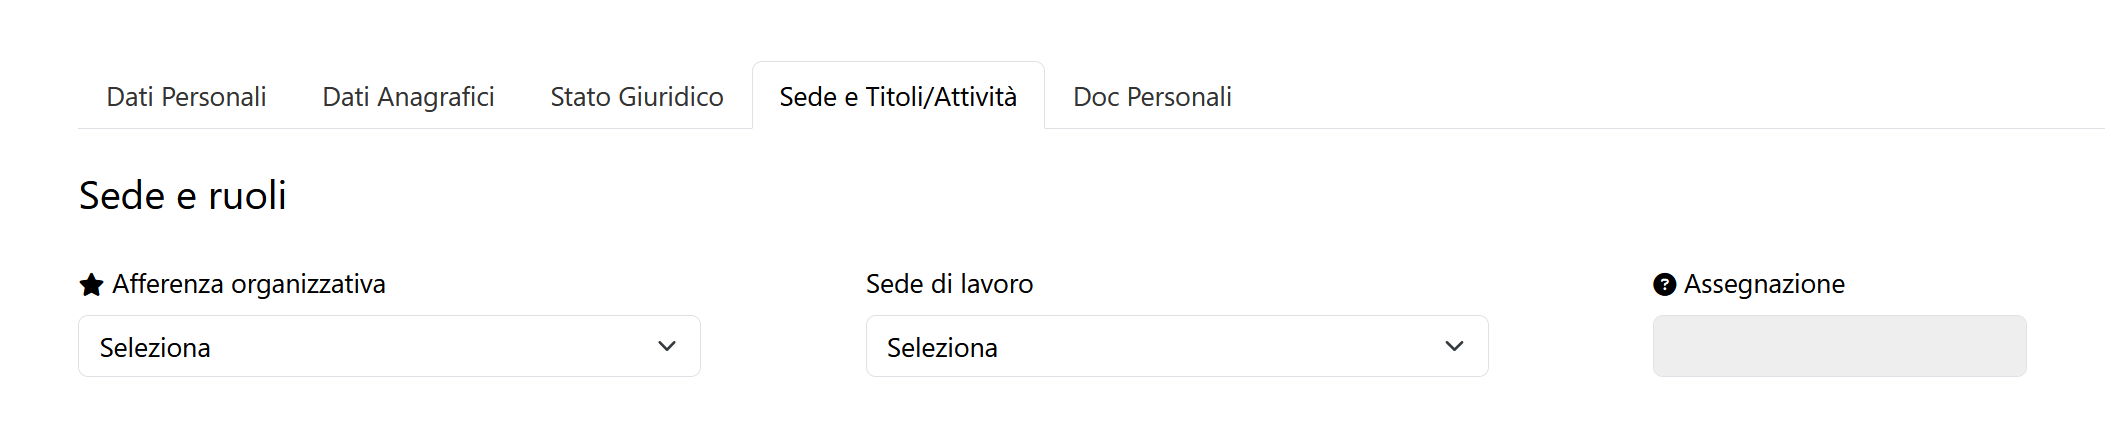 Dati Personali Dati Anagrafici Stato Giuridico Sede e Titoli/Attività Doc Personali
Sede e ruoli
Afferenza organizzativa Sede di lavoro ? Assegnazione
Seleziona Seleziona